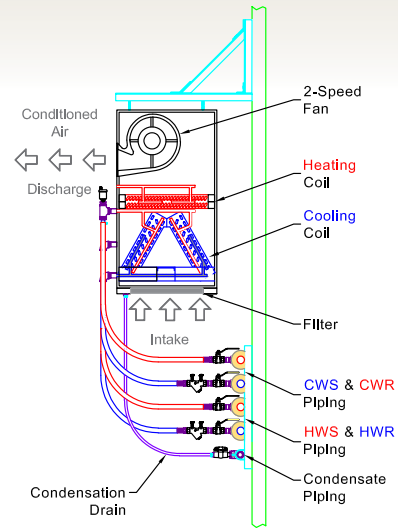 2-Speed
Fan
Conditioned
Air
Discharge
Heating
Coil
Cooling
Coil
Filter
Intake
CWS & CWR
Piping
HWS & HWR
Piping
Condensate
Piping
Condensation
Drain